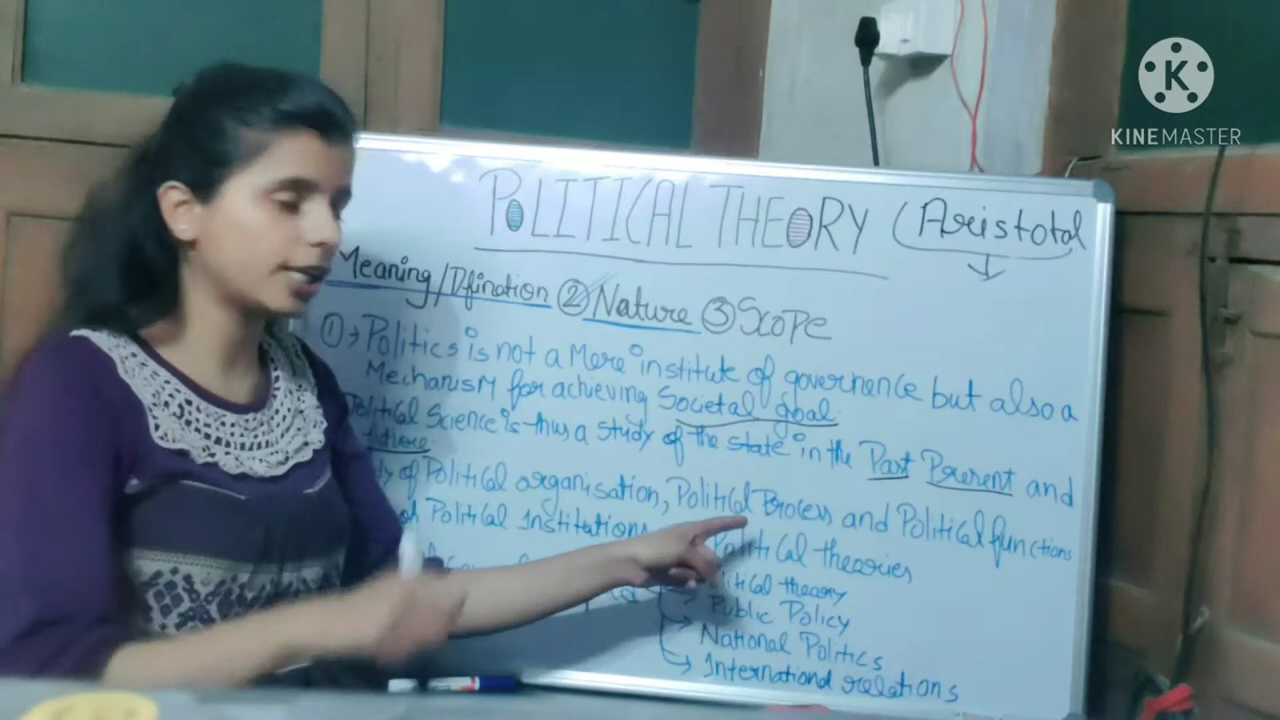 KINEMASTER
POLITICAL THEORY (Aristotal
Meaning/Dfination ② Nature ③ Scope
① → Politics is not a Mere institute of governence but also a
Mechanism for achieving Societal goal.
Political Science is thus a study of the state in the Past Present and
future
of Political organisation, Political Process and Political functions
Political Institutions Political theories
Political theory
Public Policy
National Politics
International relations